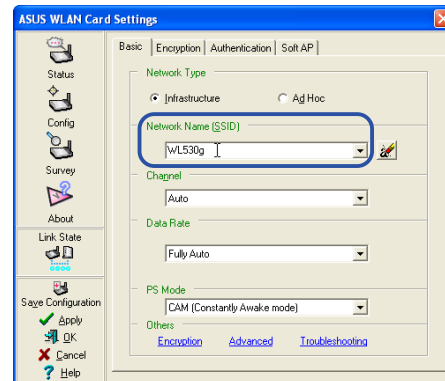 ASUS WLAN Card Settings
Status
Config
Survey
About
Link State
Save Configuration
Apply
OK
Cancel
Help
Basic Encryption Authentication Soft AP
Network Type
Infrastructure Ad Hoc
Network Name (SSID)
WL530g
Channel
Auto
Data Rate
Fully Auto
PS Mode
CAM (Constantly Awake mode)
Others
Encryption Advanced Troubleshooting